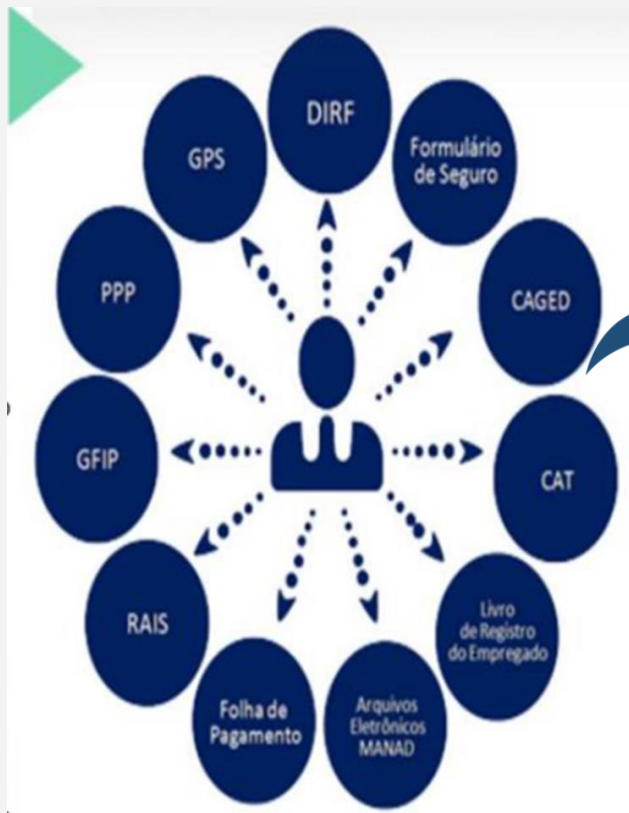 DIRF
Formulário
de Seguro
CAGED
CAT
Livro
de Registro
do Empregado
Arquivos
Eletrônicos
MANAD
Folha de
Pagamento
RAIS
GFIP
PPP
GPS